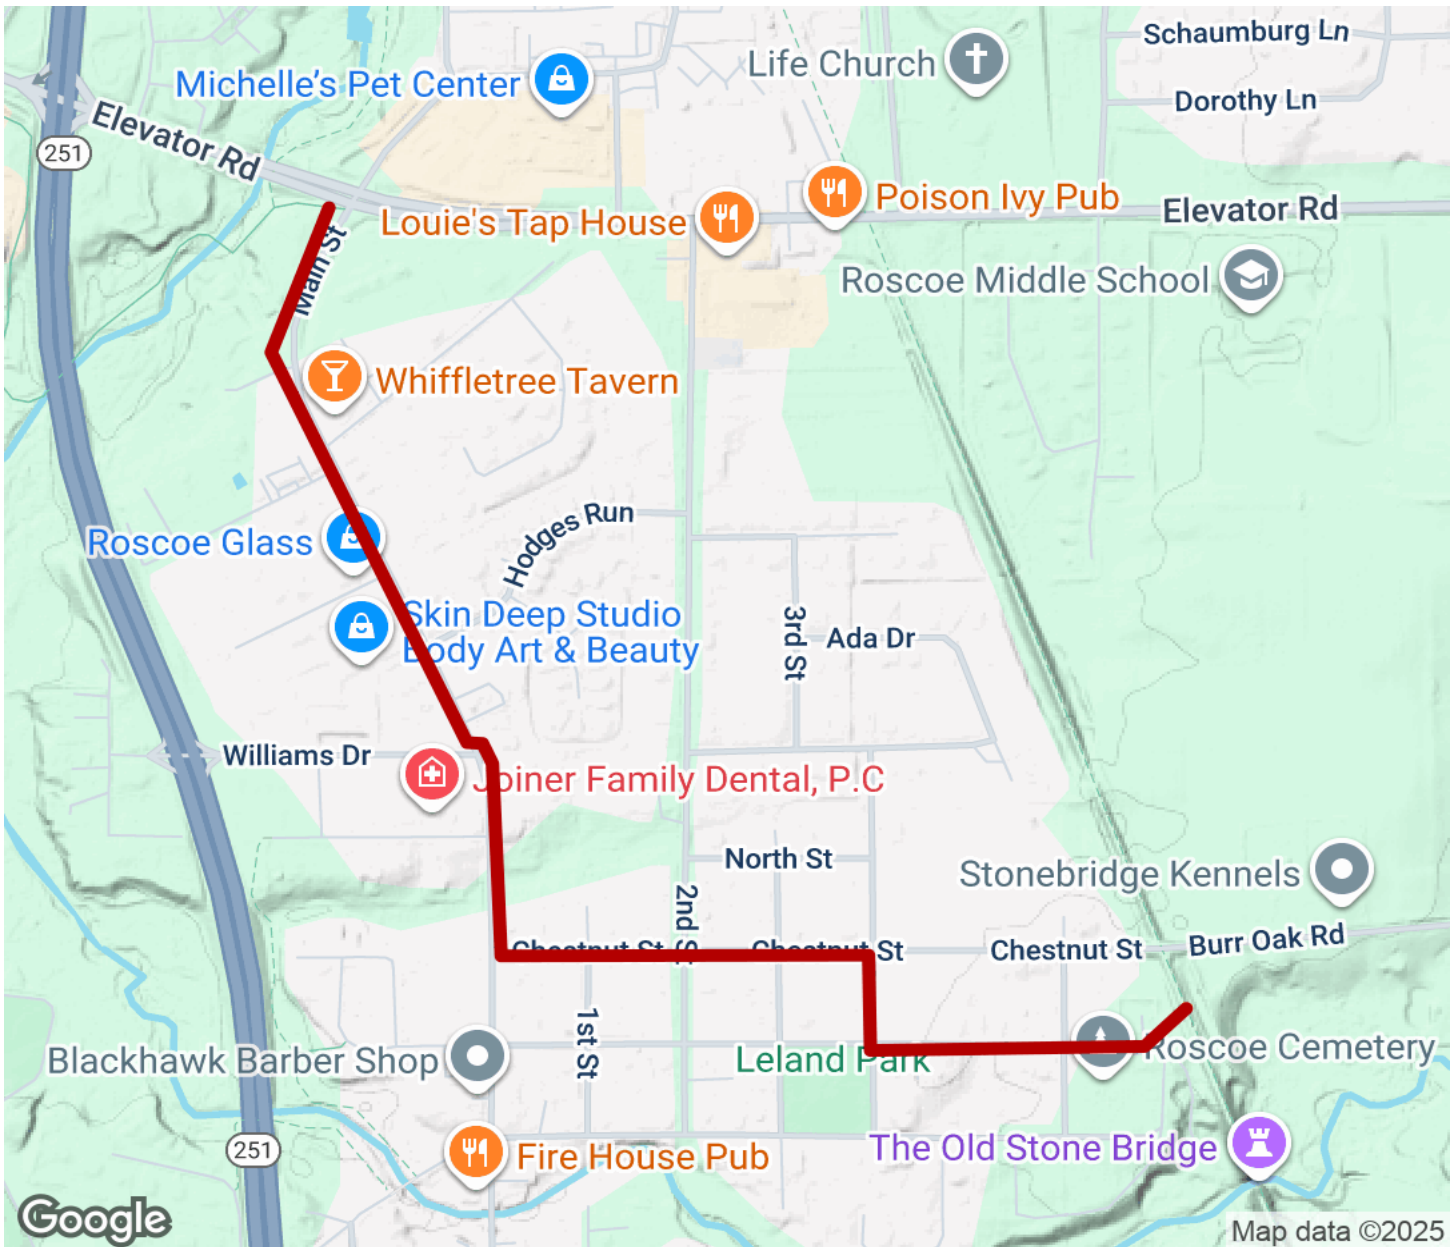 Schaumburg Ln
Life Church
Michelle's Pet Center
Dorothy Ln
Elevator Rd
251
Poison Ivy Pub
Elevator Rd
Louie's Tap House
Main St
Roscoe Middle School
Whiffletree Tavern
Hodges Run
Roscoe Glass
Skin Deep Studio
Body Art & Beauty
3rd St
Ada Dr
Williams Dr
Joiner Family Dental, P.C
North St
Stonebridge Kennels
2nd St
Chestnut St
Chestnut St
Chestnut St
Burr Oak Rd
1st St
Blackhawk Barber Shop
Leland Park
Roscoe Cemetery
251
Fire House Pub
The Old Stone Bridge
Google
Map data ©2025